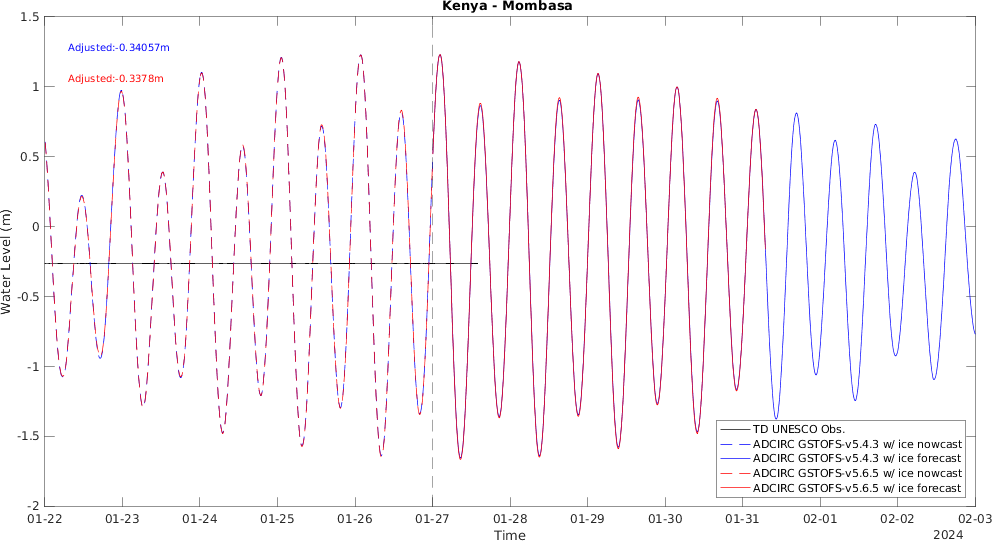 Kenya - Mombasa
Adjusted:-0.34057m
Adjusted:-0.3378m
1.5
1
0.5
0
-0.5
-1
-1.5
-2
Water Level (m)
TD UNESCO Obs.
ADCIRC GSTOFS-v5.4.3 w/ ice nowcast
ADCIRC GSTOFS-v5.4.3 w/ ice forecast
ADCIRC GSTOFS-v5.6.5 w/ ice nowcast
ADCIRC GSTOFS-v5.6.5 w/ ice forecast
01-22 01-23 01-24 01-25 01-26 01-27 01-28 01-29 01-30 01-31 02-01 02-02 02-03
Time
2024